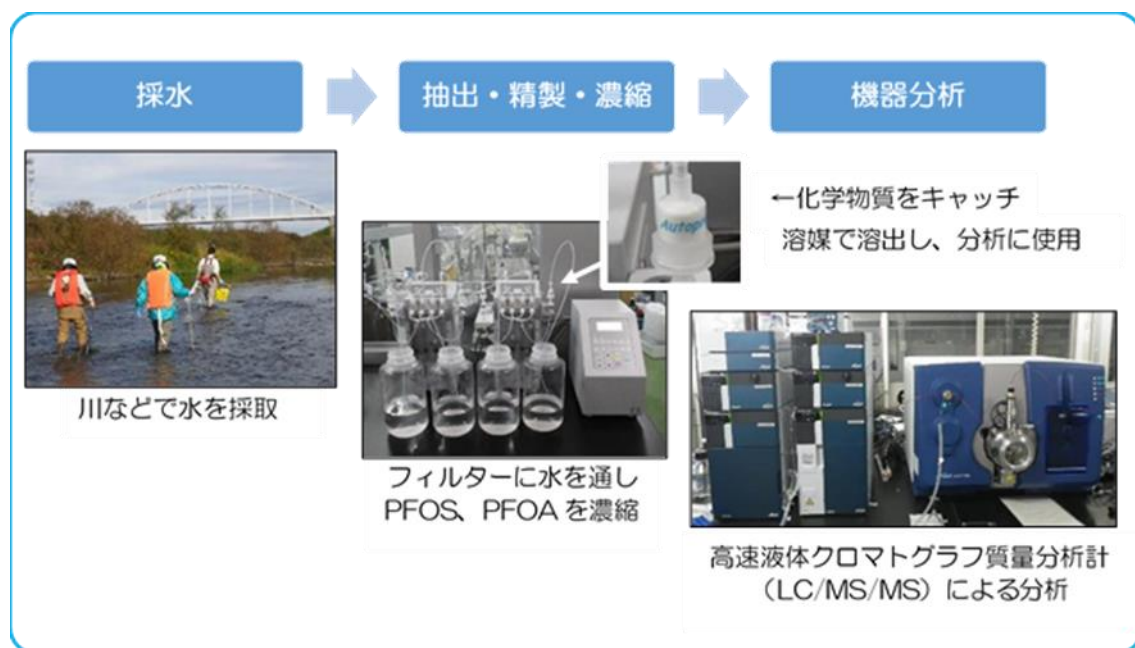 採水
抽出・精製・濃縮
機器分析
←化学物質をキャッチ
溶媒で溶出し、分析に使用
川などで水を採取
フィルターに水を通し
PFOS、PFOA を濃縮
高速液体クロマトグラフ質量分析計
（LC/MS/MS）による分析